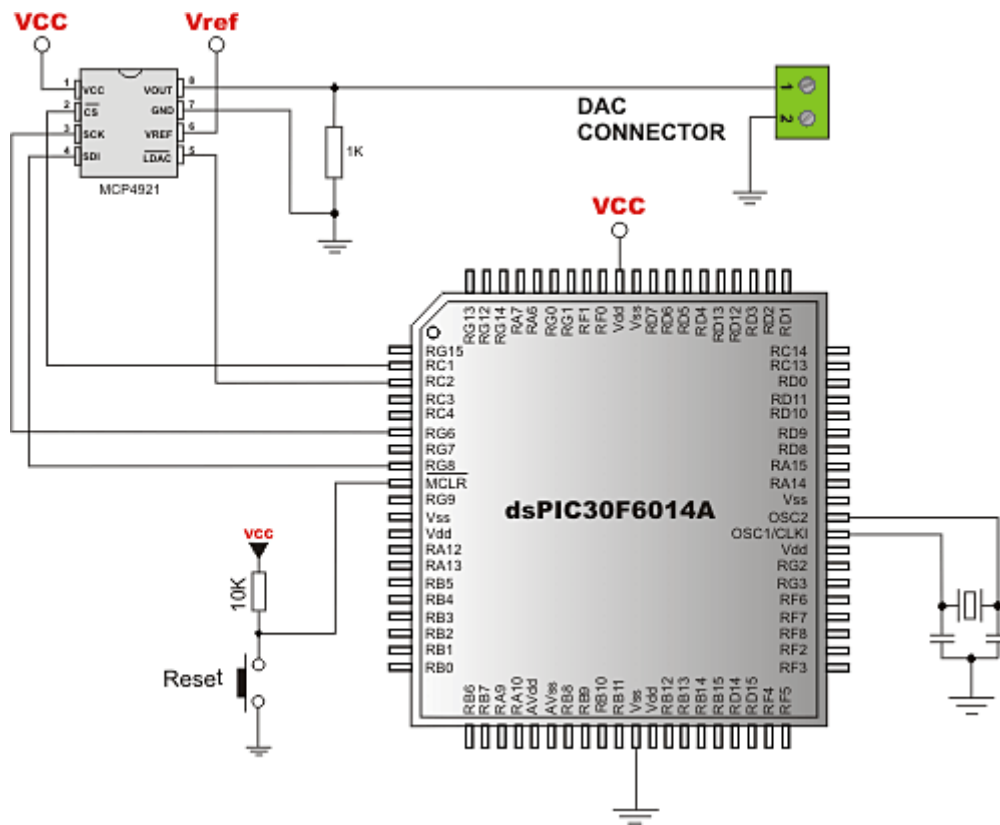 VCC
Vref
1 VCC VOUT 8
2 CS GND 7
3 SCK VREF 6
4 SDI LDAC 5
MCP4921
1K
DAC
CONNECTOR
1
2
VCC
RG13
RG12
RG14
RA7
RA6
RG0
RG1
RF1
RF0
Vdd
Vss
RD7
RD6
RD5
RD4
RD13
RD12
RD3
RD2
RD1
RG15
RC1
RC2
RC3
RC4
RG6
RG7
RG8
MCLR
RG9
Vss
Vdd
RA12
RA13
RB5
RB4
RB3
RB2
RB1
RB0
dsPIC30F6014A
RC14
RC13
RD0
RD11
RD10
RD9
RD8
RA15
RA14
Vss
OSC2
OSC1/CLKI
Vdd
RG2
RG3
RF6
RF7
RF8
RF2
RF3
RB6
RB7
RA9
RA10
AVdd
AVss
RB8
RB9
RB10
RB11
Vss
Vdd
RB12
RB13
RB14
RB15
RD14
RD15
RF4
RF5
vcc
10K
Reset